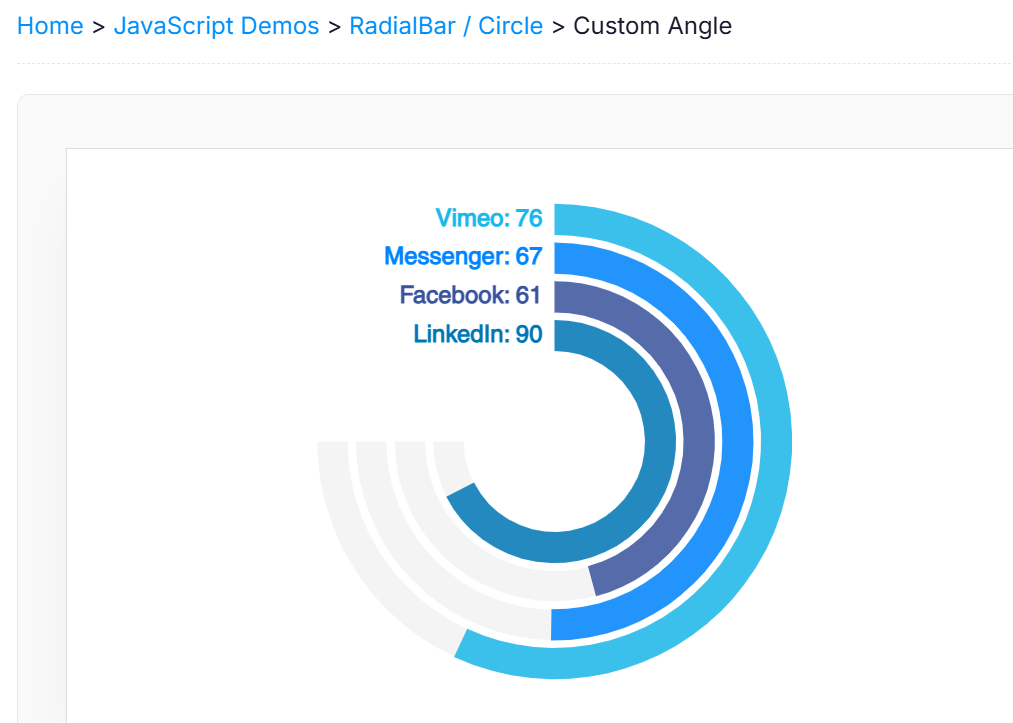 Home > JavaScript Demos > RadialBar / Circle > Custom Angle
Vimeo: 76
Messenger: 67
Facebook: 61
LinkedIn: 90